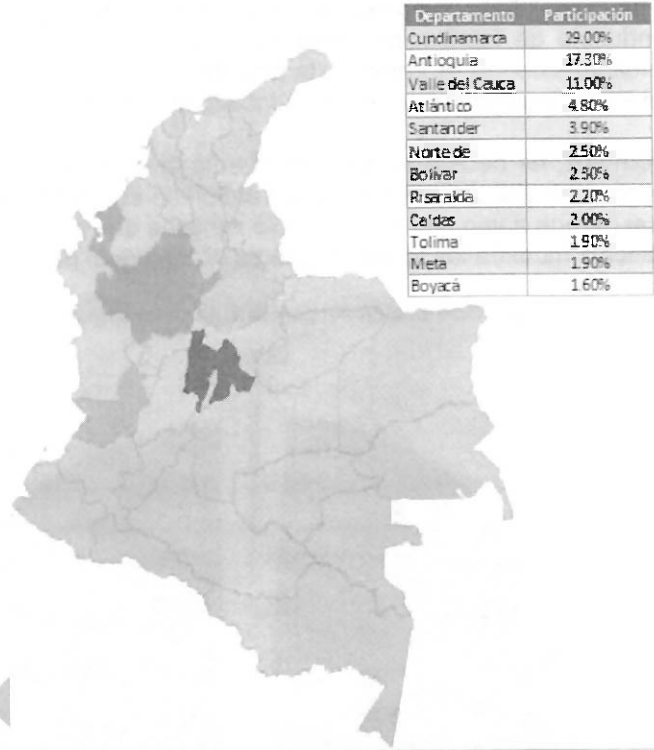 Departamento Participación
Cundinamarca 29.00%
Antioquia 17.30%
Valle del Cauca 11.00%
Atlántico 4.80%
Santander 3.90%
Norte de 2.50%
Bolívar 2.30%
Risaralda 2.20%
Caldas 2.00%
Tolima 1.90%
Meta 1.90%
Boyacá 1.60%